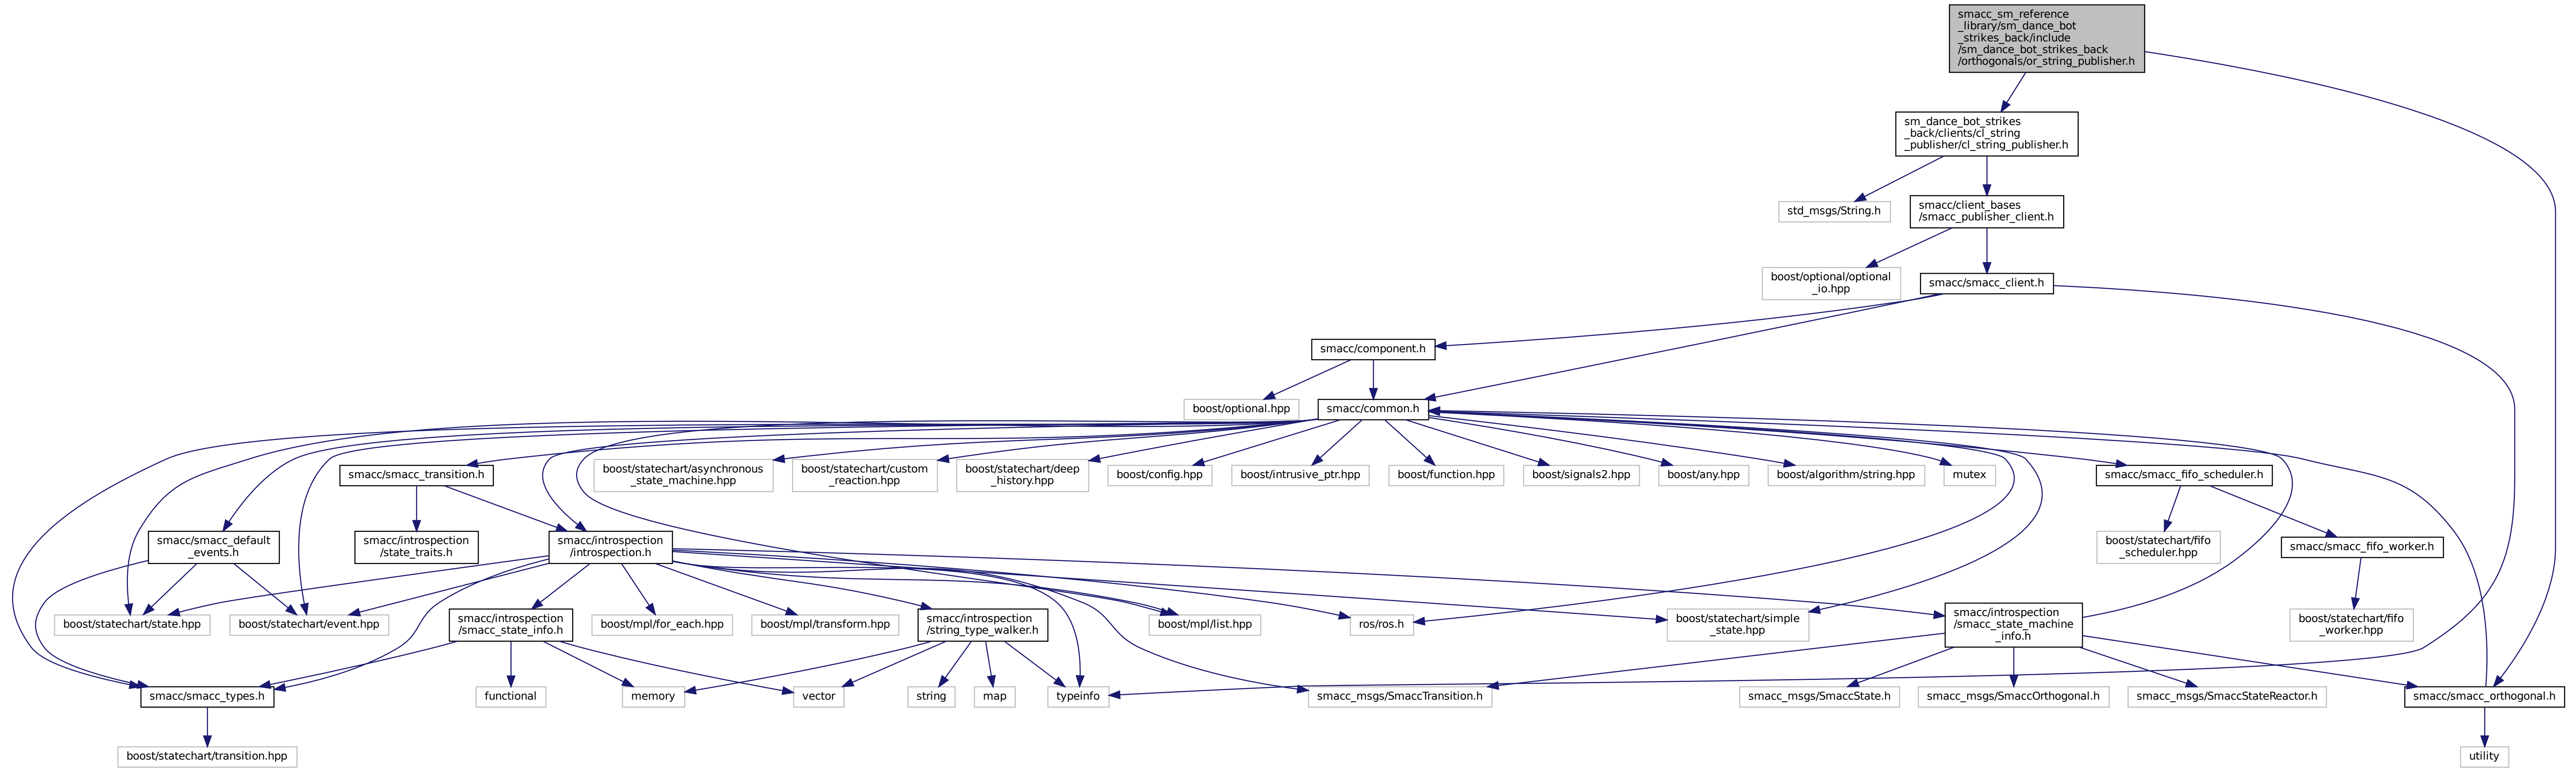 smacc_sm_reference
_library/sm_dance_bot
_strikes_back/include
/sm_dance_bot_strikes_back
/orthogonals/or_string_publisher.h
sm_dance_bot_strikes
_back/clients/cl_string
_publisher/cl_string_publisher.h
std_msgs/String.h
smacc/client_bases
/smacc_publisher_client.h
boost/optional/optional
_io.hpp
smacc/smacc_client.h
smacc/component.h
boost/optional.hpp
smacc/common.h
smacc/smacc_transition.h
boost/statechart/asynchronous
_state_machine.hpp
boost/statechart/custom
_reaction.hpp
boost/statechart/deep
_history.hpp
boost/config.hpp
boost/intrusive_ptr.hpp
boost/function.hpp
boost/signals2.hpp
boost/any.hpp
boost/algorithm/string.hpp
mutex
smacc/smacc_fifo_scheduler.h
smacc/smacc_default
_events.h
smacc/introspection
/state_traits.h
smacc/introspection
/introspection.h
boost/statechart/fifo
_scheduler.hpp
smacc/smacc_fifo_worker.h
boost/statechart/state.hpp
boost/statechart/event.hpp
smacc/introspection
/smacc_state_info.h
boost/mpl/for_each.hpp
boost/mpl/transform.hpp
smacc/introspection
/string_type_walker.h
boost/mpl/list.hpp
ros/ros.h
boost/statechart/simple
_state.hpp
smacc/introspection
/smacc_state_machine
_info.h
boost/statechart/fifo
_worker.hpp
smacc/smacc_types.h
functional
memory
vector
string
map
typeinfo
smacc_msgs/SmaccTransition.h
smacc_msgs/SmaccState.h
smacc_msgs/SmaccOrthogonal.h
smacc_msgs/SmaccStateReactor.h
smacc/smacc_orthogonal.h
boost/statechart/transition.hpp
utility